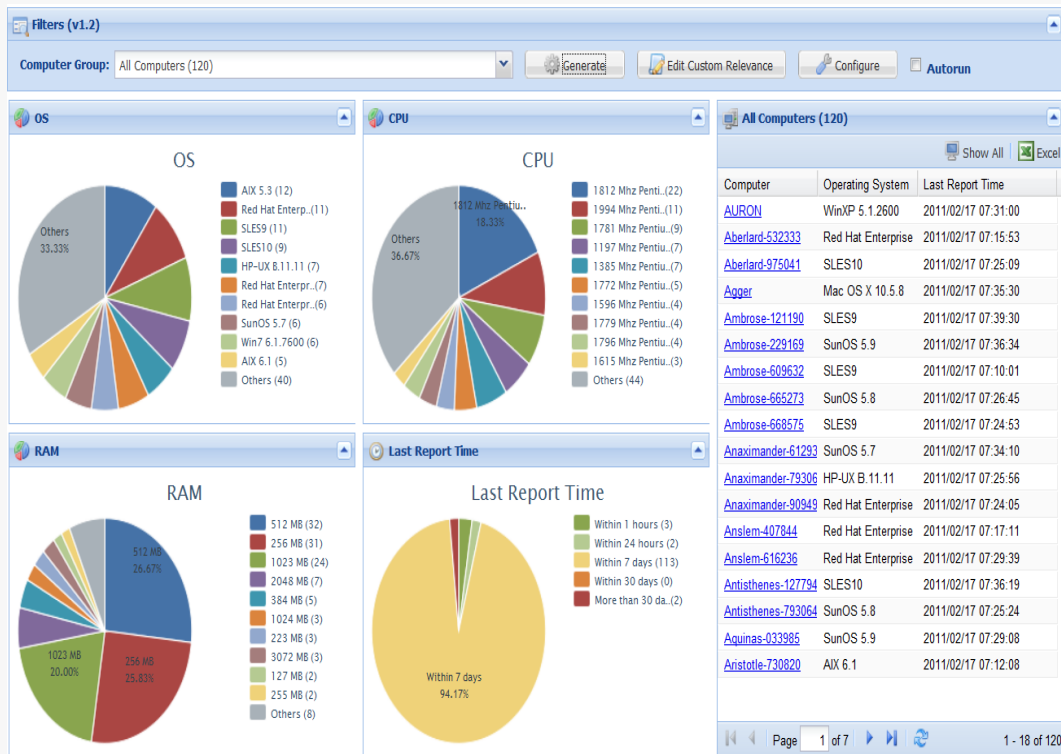 Filters (v1.2)
Computer Group: All Computers (120) Generate Edit Custom Relevance Configure Autorun
OS
OS
Others
33.33%
AIX 5.3 (12)
Red Hat Enterp..(11)
SLES9 (11)
SLES10 (9)
HP-UX B.11.11 (7)
Red Hat Enterpr..(7)
Red Hat Enterpr..(6)
SunOS 5.7 (6)
Win7 6.1.7600 (6)
AIX 6.1 (5)
Others (40)
CPU
CPU
1812 Mhz Pentiu..
18.33%
Others
36.67%
1812 Mhz Penti..(22)
1994 Mhz Penti..(11)
1781 Mhz Pentiu..(9)
1197 Mhz Pentiu..(7)
1385 Mhz Pentiu..(7)
1772 Mhz Pentiu..(5)
1596 Mhz Pentiu..(4)
1779 Mhz Pentiu..(4)
1796 Mhz Pentiu..(4)
1615 Mhz Pentiu..(3)
Others (44)
RAM
RAM
512 MB
26.67%
1023 MB
20.00%
256 MB
25.83%
512 MB (32)
256 MB (31)
1023 MB (24)
2048 MB (7)
384 MB (5)
1024 MB (3)
223 MB (3)
3072 MB (3)
127 MB (2)
255 MB (2)
Others (8)
Last Report Time
Last Report Time
Within 7 days
94.17%
Within 1 hours (3)
Within 24 hours (2)
Within 7 days (113)
Within 30 days (0)
More than 30 da..(2)
All Computers (120)
Show All Excel
Computer Operating System Last Report Time
AURON WinXP 5.1.2600 2011/02/17 07:31:00
Aberlard-532333 Red Hat Enterprise 2011/02/17 07:15:53
Aberlard-975041 SLES10 2011/02/17 07:25:09
Agger Mac OS X 10.5.8 2011/02/17 07:35:30
Ambrose-121190 SLES9 2011/02/17 07:39:30
Ambrose-229169 SunOS 5.9 2011/02/17 07:36:34
Ambrose-609632 SLES9 2011/02/17 07:10:01
Ambrose-665273 SunOS 5.8 2011/02/17 07:26:45
Ambrose-668575 SLES9 2011/02/17 07:24:53
Anaximander-61293 SunOS 5.7 2011/02/17 07:34:10
Anaximander-79306 HP-UX B.11.11 2011/02/17 07:25:56
Anaximander-90949 Red Hat Enterprise 2011/02/17 07:24:05
Anslem-407844 Red Hat Enterprise 2011/02/17 07:17:11
Anslem-616236 Red Hat Enterprise 2011/02/17 07:29:39
Antisthenes-127794 SLES10 2011/02/17 07:36:19
Antisthenes-793064 SunOS 5.8 2011/02/17 07:25:24
Aquinas-033985 SunOS 5.9 2011/02/17 07:29:08
Aristotle-730820 AIX 6.1 2011/02/17 07:12:08
Page 1 of 7 1 - 18 of 120